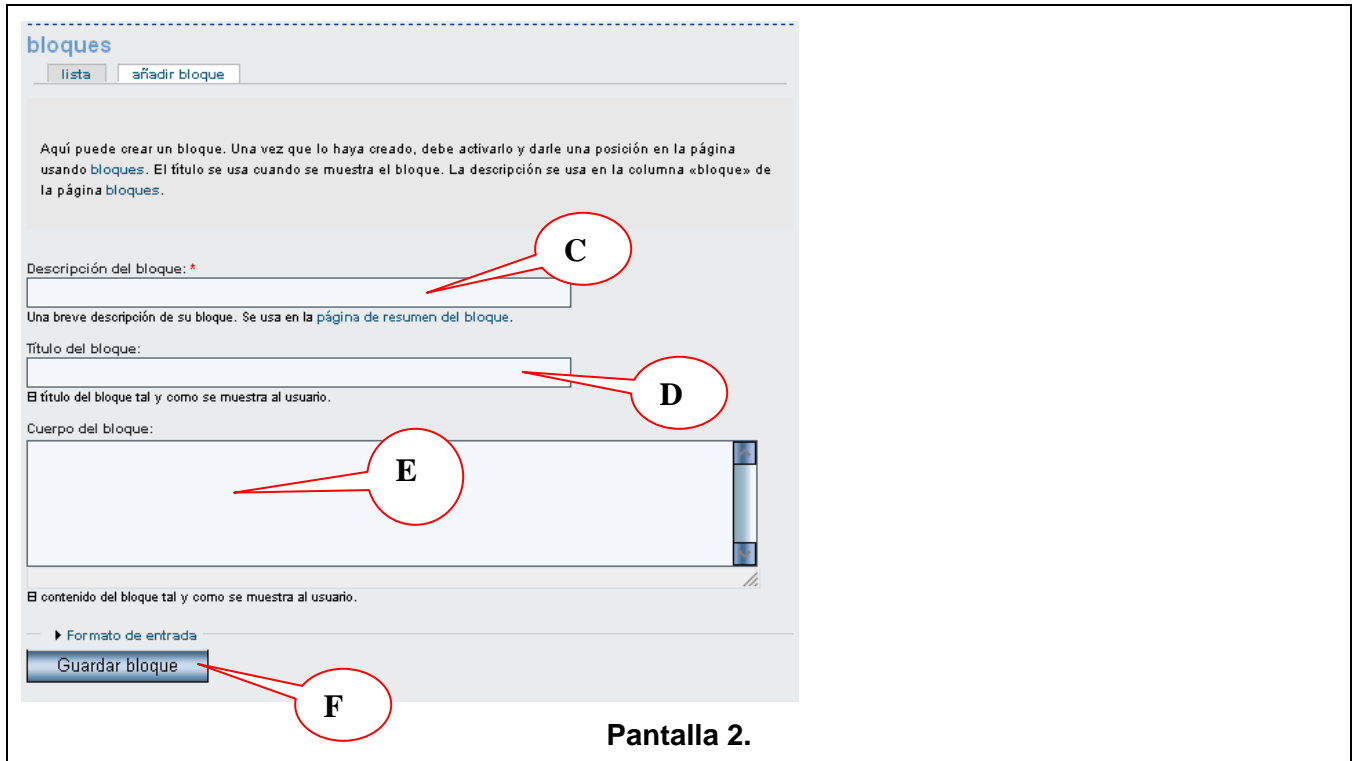 bloques
lista añadir bloque
Aquí puede crear un bloque. Una vez que lo haya creado, debe activarlo y darle una posición en la página
usando bloques. El título se usa cuando se muestra el bloque. La descripción se usa en la columna «bloque» de
la página bloques.
C
Descripción del bloque: *
Una breve descripción de su bloque. Se usa en la página de resumen del bloque.
Título del bloque:
D
El título del bloque tal y como se muestra al usuario.
Cuerpo del bloque:
E
El contenido del bloque tal y como se muestra al usuario.
Formato de entrada
Guardar bloque
F
Pantalla 2.